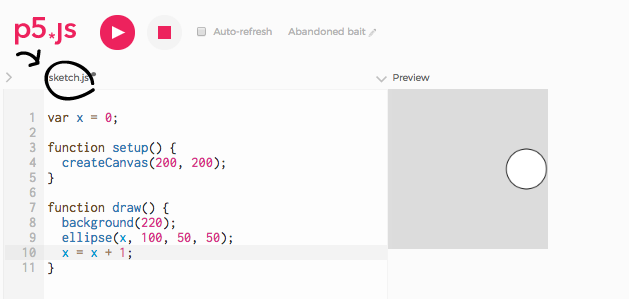 p5.js
Auto-refresh
Abandoned bait
sketch.js
Preview
1 var x = 0;
2
3 function setup() {
4 createCanvas(200, 200);
5 }
6
7 function draw() {
8 background(220);
9 ellipse(x, 100, 50, 50);
10 x = x + 1;
11 }